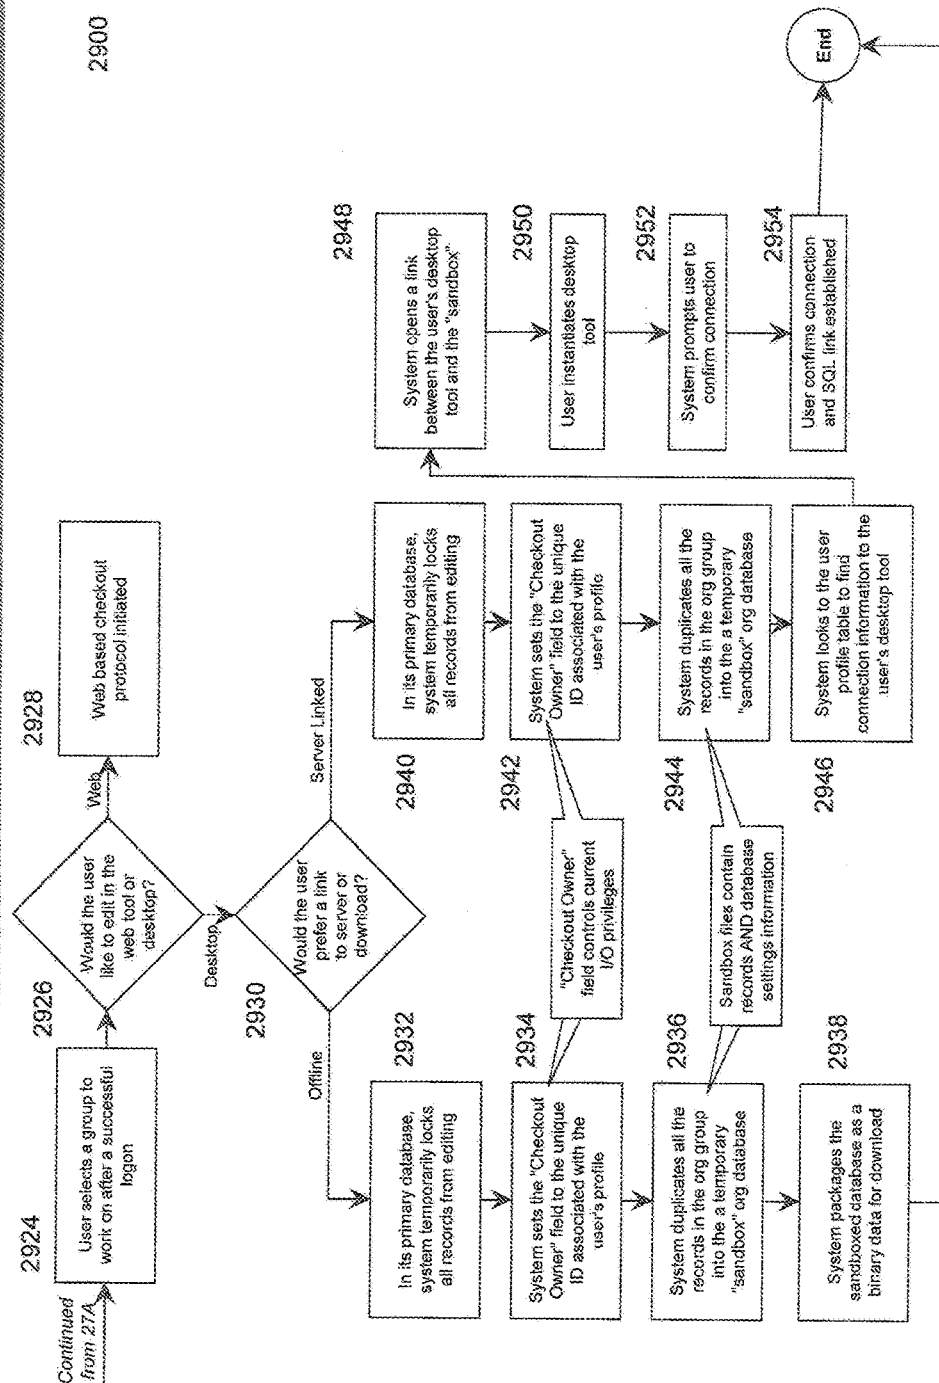 2900
Continued
from 27A
2924
User selects a group to
work on after a successful
logon
2926
Would the user
like to edit in the
web tool or
desktop?
Web
2928
Web based checkout
protocol initiated
Desktop
2930
Would the user
prefer a link
to server or
download?
Offline
Server Linked
2932
In its primary database,
system temporarily locks
all records from editing
2934
System sets the "Checkout
Owner" field to the unique
ID associated with the
user's profile
2936
System duplicates all the
records in the org group
into the a temporary
"sandbox" org database
2938
System packages the
sandboxed database as a
binary data for download
"Checkout Owner"
field controls current
I/O privileges
Sandbox files contain
records AND database
settings information
2940
In its primary database,
system temporarily locks
all records from editing
2942
System sets the "Checkout
Owner" field to the unique
ID associated with the
user's profile
2944
System duplicates all the
records in the org group
into the a temporary
"sandbox" org database
2946
System looks to the user
profile table to find
connection information to the
user's desktop tool
2948
System opens a link
between the user's desktop
tool and the "sandbox"
2950
User instantiates desktop
tool
2952
System prompts user to
confirm connection
2954
User confirms connection
and SQL link established
End